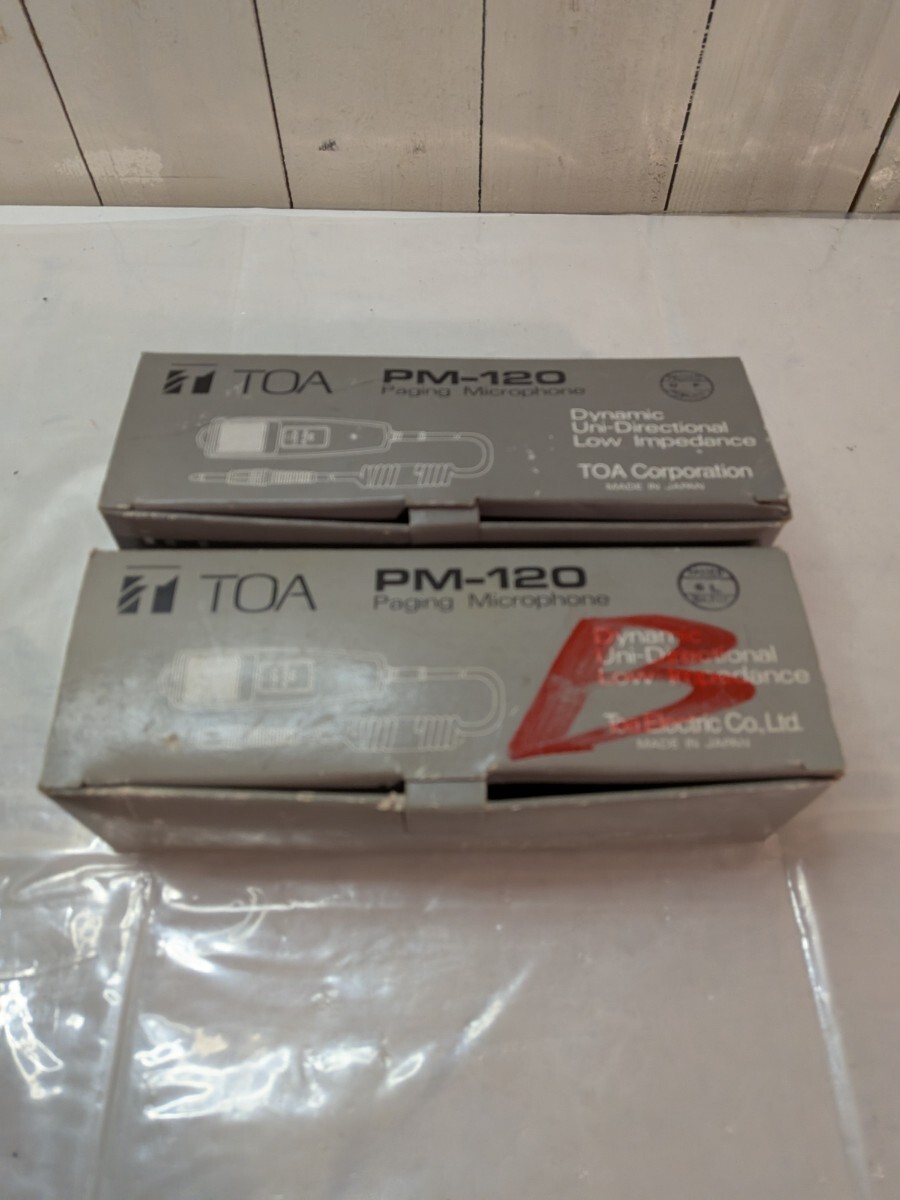 TOA PM-120
Paging Microphone
Dynamic
Uni-Directional
Low Impedance
TOA Corporation
MADE IN JAPAN
TOA PM-120
Paging Microphone
B
Dynamic
Uni-Directional
Low Impedance
Toa Electric Co., Ltd.
MADE IN JAPAN